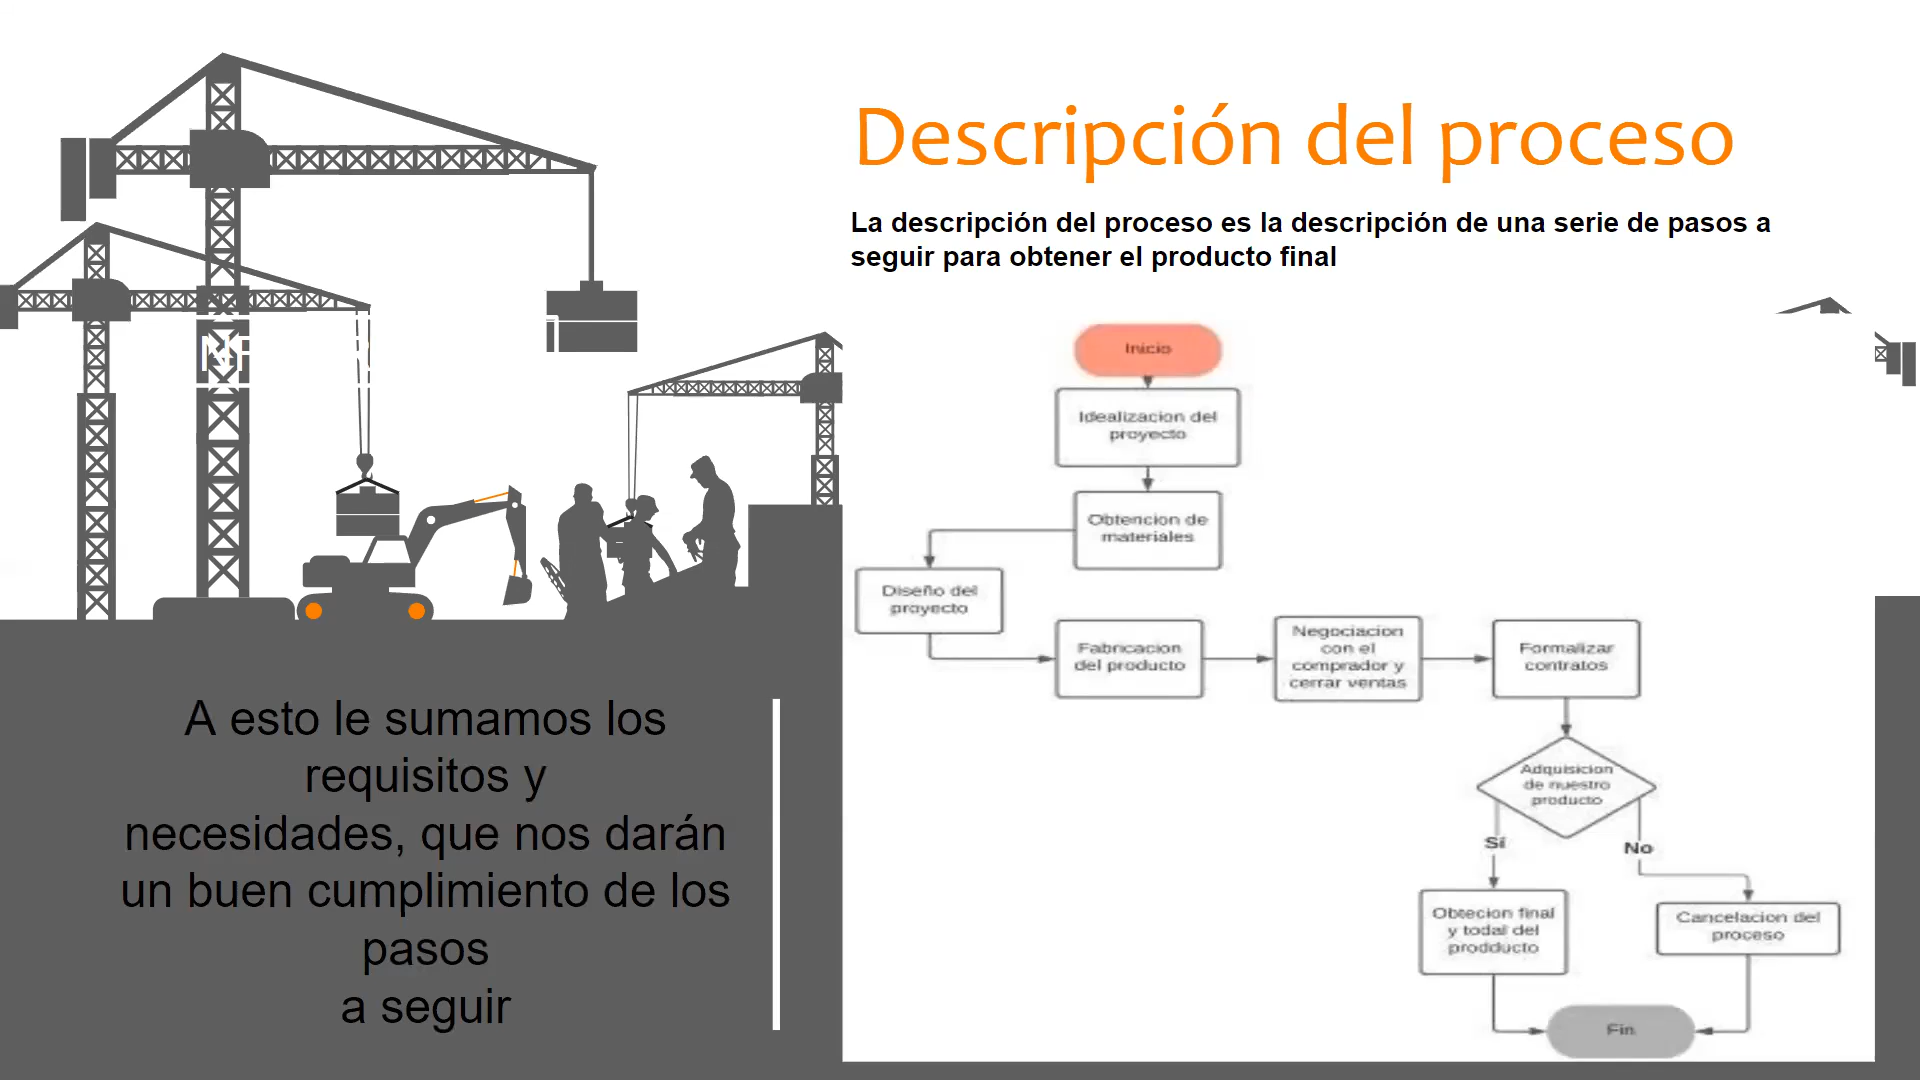 Descripción del proceso
La descripción del proceso es la descripción de una serie de pasos a
seguir para obtener el producto final
Inicio
Idealizacion del
proyecto
Obtencion de
materiales
Diseño del
proyecto
Fabricacion
del producto
Negociacion
con el
comprador y
cerrar ventas
Formalizar
contratos
Adquisicion
de nuestro
producto
Sí
No
Obtecion final
y todal del
prodducto
Cancelacion del
proceso
Fin
A esto le sumamos los
requisitos y
necesidades, que nos darán
un buen cumplimiento de los
pasos
a seguir